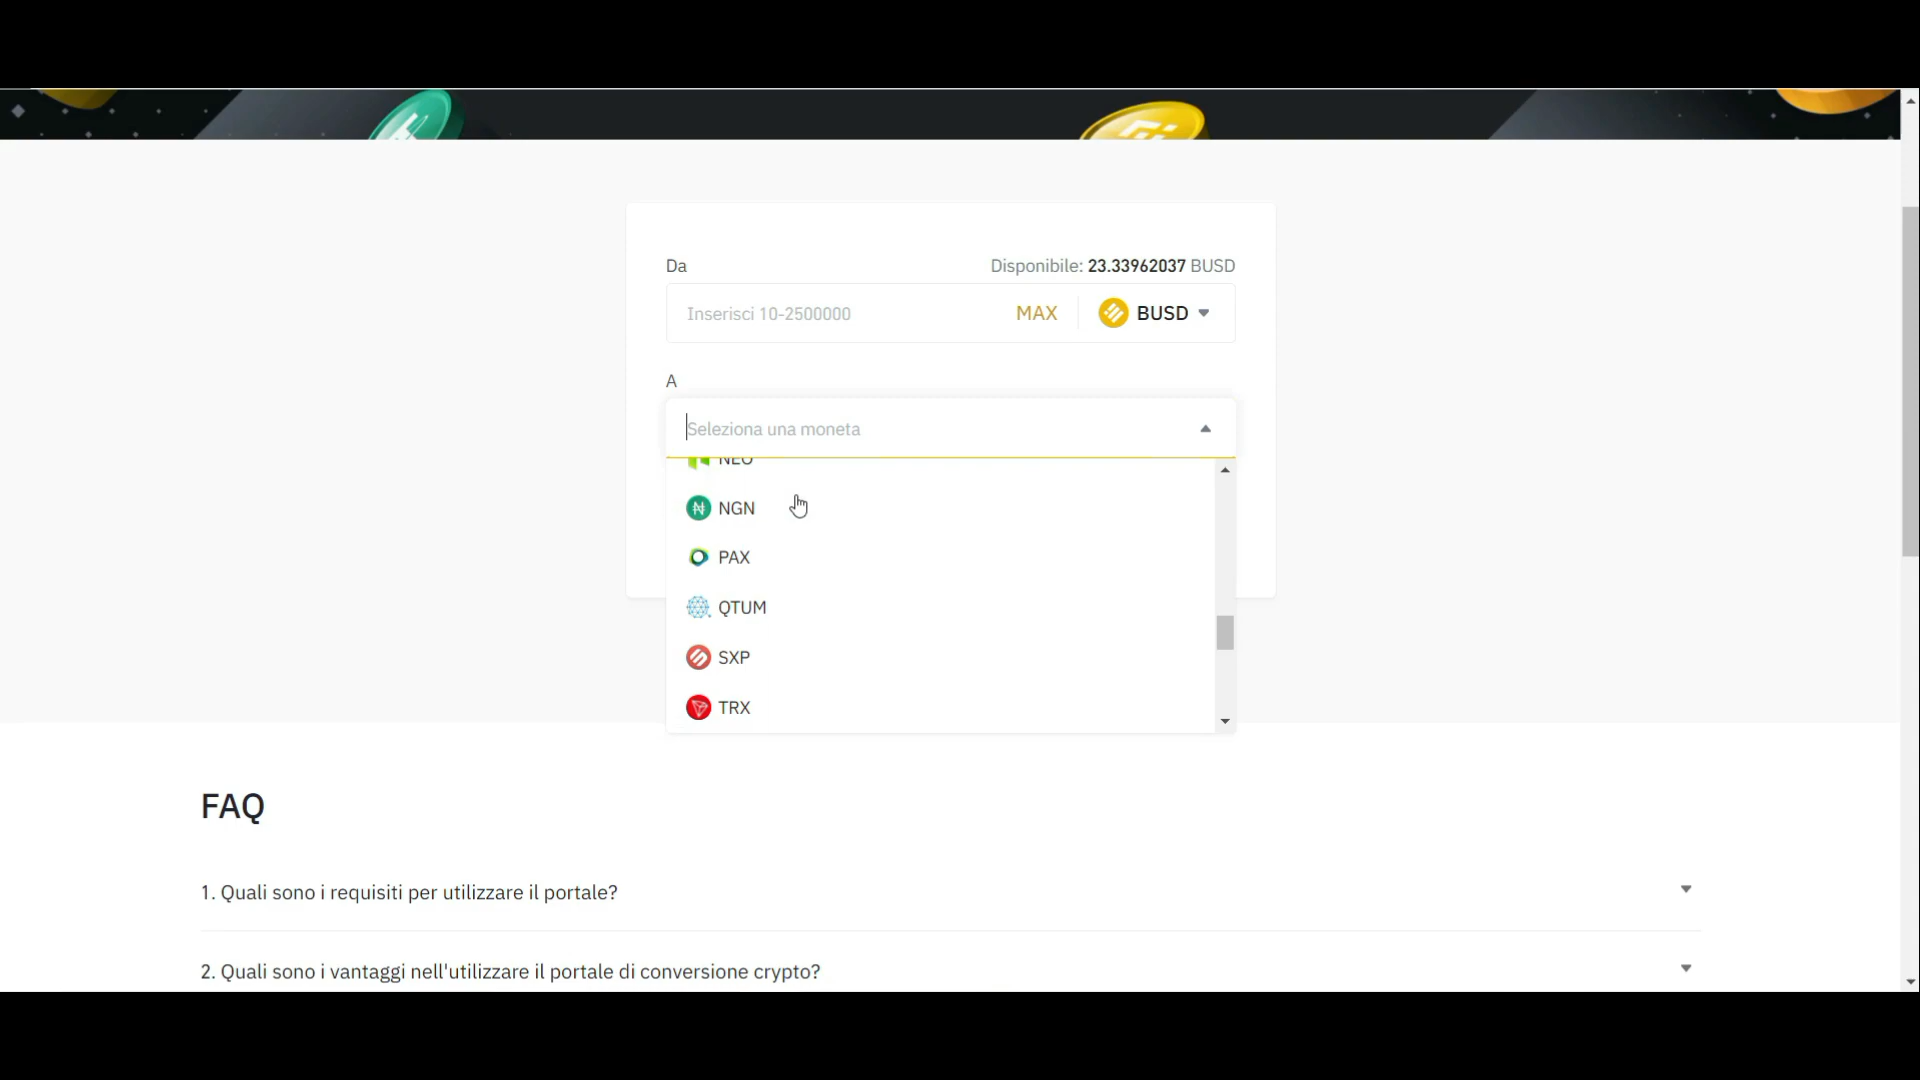 Da
Disponibile: 23.33962037 BUSD
Inserisci 10-2500000 MAX BUSD
A
Seleziona una moneta
NEO
NGN
PAX
QTUM
SXP
TRX
FAQ
1. Quali sono i requisiti per utilizzare il portale?
2. Quali sono i vantaggi nell'utilizzare il portale di conversione crypto?